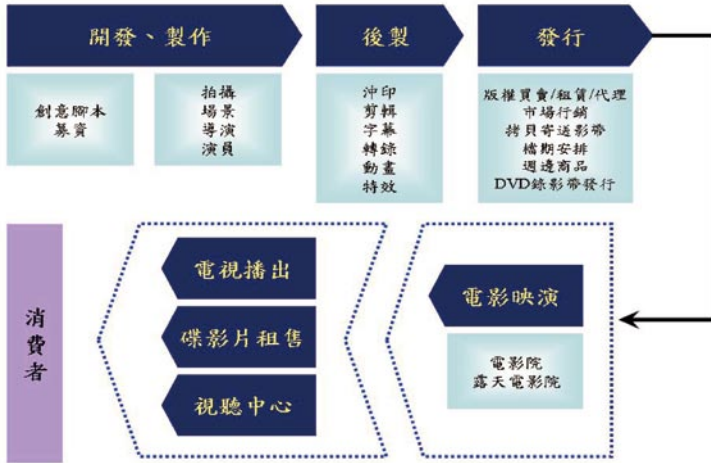 開發、製作
後製
發行
創意腳本
募資
拍攝
場景
導演
演員
沖印
剪輯
字幕
轉錄
動畫
特效
版權買賣/租賃/代理
市場行銷
拷貝寄送影帶
檔期安排
週邊商品
DVD錄影帶發行
電影映演
電影院
露天電影院
電視播出
碟影片租售
視聽中心
消費者